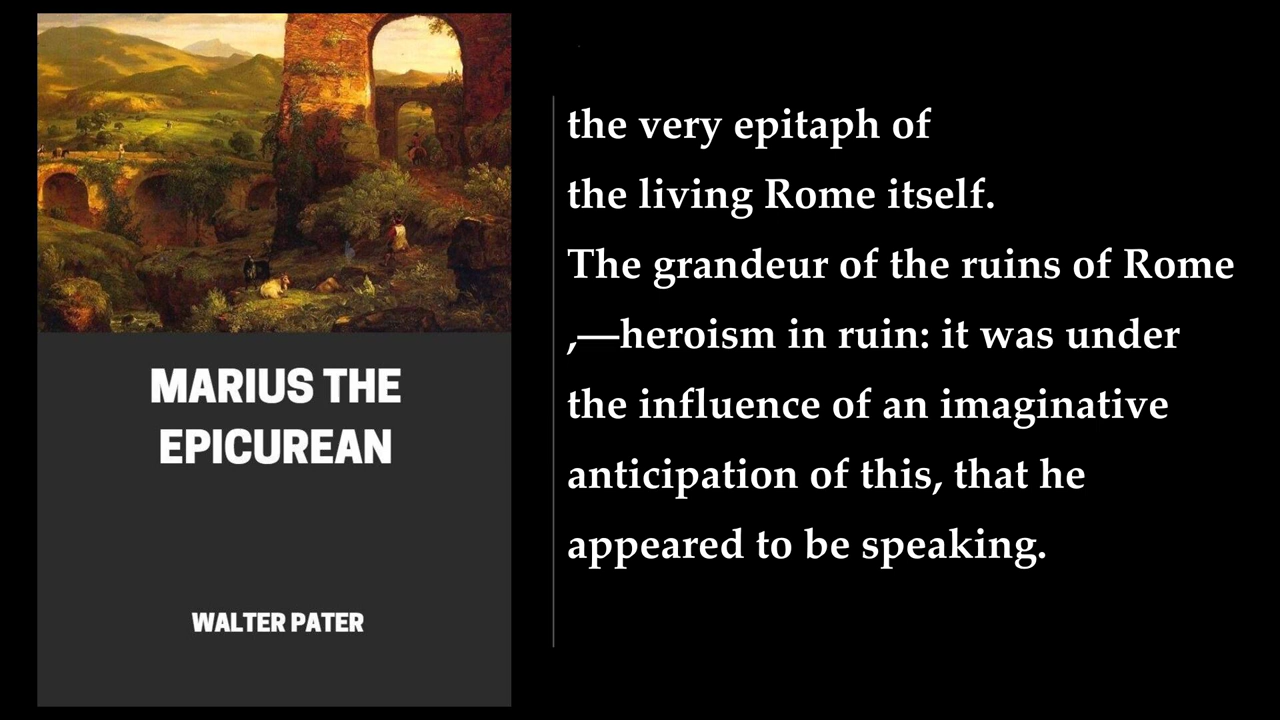 MARIUS THE
EPICUREAN
WALTER PATER
the very epitaph of
the living Rome itself.
The grandeur of the ruins of Rome
,—heroism in ruin: it was under
the influence of an imaginative
anticipation of this, that he
appeared to be speaking.